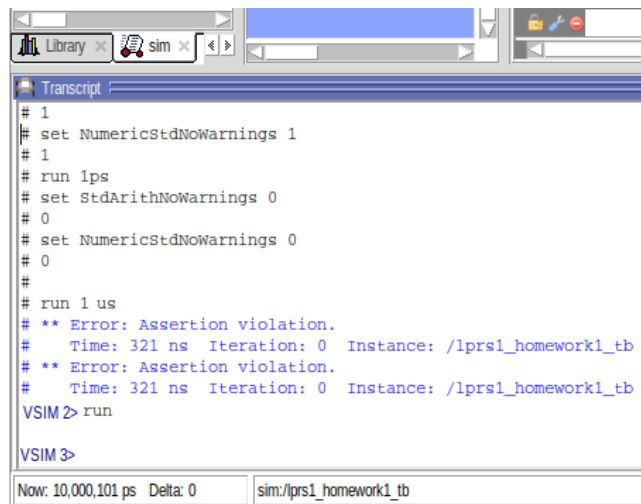 Library
sim
Transcript
# 1
# set NumericStdNoWarnings 1
# 1
# run 1ps
# set StdArithNoWarnings 0
# 0
# set NumericStdNoWarnings 0
# 0
#
# run 1 us
# ** Error: Assertion violation.
#    Time: 321 ns  Iteration: 0  Instance: /lprs1_homework1_tb
# ** Error: Assertion violation.
#    Time: 321 ns  Iteration: 0  Instance: /lprs1_homework1_tb
VSIM 2> run
VSIM 3>
Now: 10,000,101 ps  Delta: 0
sim:/lprs1_homework1_tb